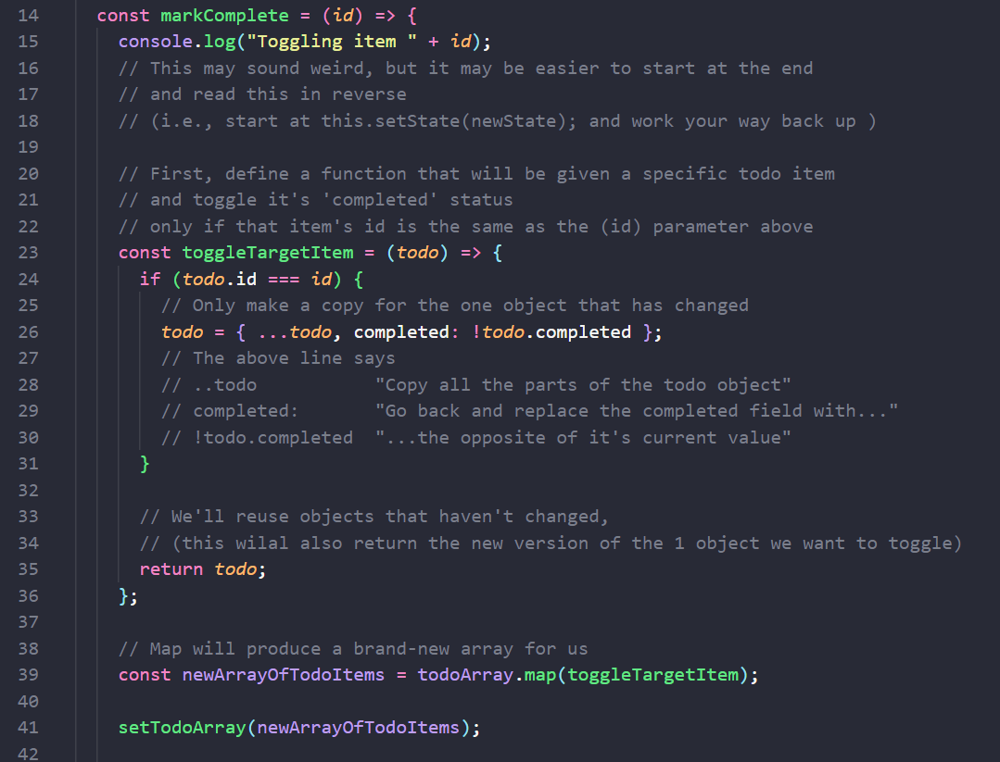 14 const markComplete = (id) => {
15 console.log("Toggling item " + id);
16 // This may sound weird, but it may be easier to start at the end
17 // and read this in reverse
18 // (i.e., start at this.setState(newState); and work your way back up )
19
20 // First, define a function that will be given a specific todo item
21 // and toggle it's 'completed' status
22 // only if that item's id is the same as the (id) parameter above
23 const toggleTargetItem = (todo) => {
24 if (todo.id === id) {
25 // Only make a copy for the one object that has changed
26 todo = { ...todo, completed: !todo.completed };
27 // The above line says
28 // ..todo "Copy all the parts of the todo object"
29 // completed: "Go back and replace the completed field with..."
30 // !todo.completed "...the opposite of it's current value"
31 }
32
33 // We'll reuse objects that haven't changed,
34 // (this wilal also return the new version of the 1 object we want to toggle)
35 return todo;
36 };
37
38 // Map will produce a brand-new array for us
39 const newArrayOfTodoItems = todoArray.map(toggleTargetItem);
40
41 setTodoArray(newArrayOfTodoItems);
42